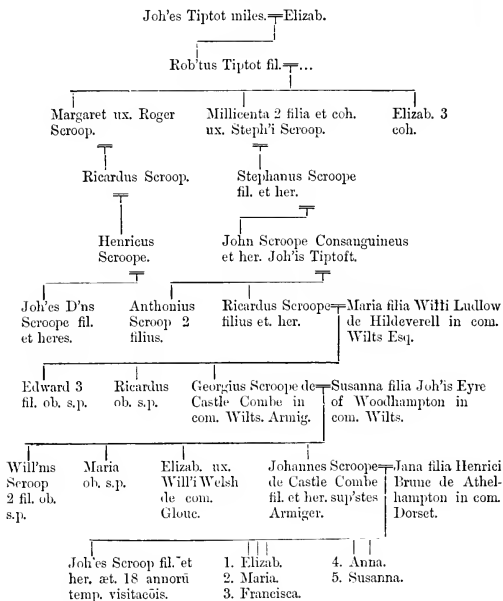 Joh'es Tiptot miles. Elizab.
Rob'tus Tiptot fil. ...
Margaret ux. Roger
Scroop.
Millicenta 2 filia et coh.
ux. Steph'i Scroop.
Elizab. 3
coh.
Ricardus Scroop.
Stephanus Scroope
fil. et her.
Henricus
Scroope.
John Scroope Consanguineus
et her. Joh'is Tiptoft.
Joh'es D'ns
Scroope fil.
et heres.
Anthonius
Scroop 2
filius.
Ricardus Scroope
filius et. her.
Maria filia Willi Ludlow
de Hildeverell in com.
Wilts Esq.
Edward 3
fil. ob. s.p.
Ricardus
ob. s.p.
Georgius Scroope de
Castle Combe in
com. Wilts. Armig.
Susanna filia Joh'is Eyre
of Woodhampton in
com. Wilts.
Will'ms
Scroop
2 fil. ob.
s.p.
Maria
ob. s.p.
Elizab. ux.
Will'i Welsh
de com.
Glouc.
Johannes Scroope
de Castle Combe
fil. et her. sup'stes
Armiger.
Jana filia Henrici
Brune de Athel-
hampton in com.
Dorset.
Joh'es Scroop fil. et
her. æt. 18 annorū
temp. visitacōis.
1. Elizab.
2. Maria.
3. Francisca.
4. Anna.
5. Susanna.